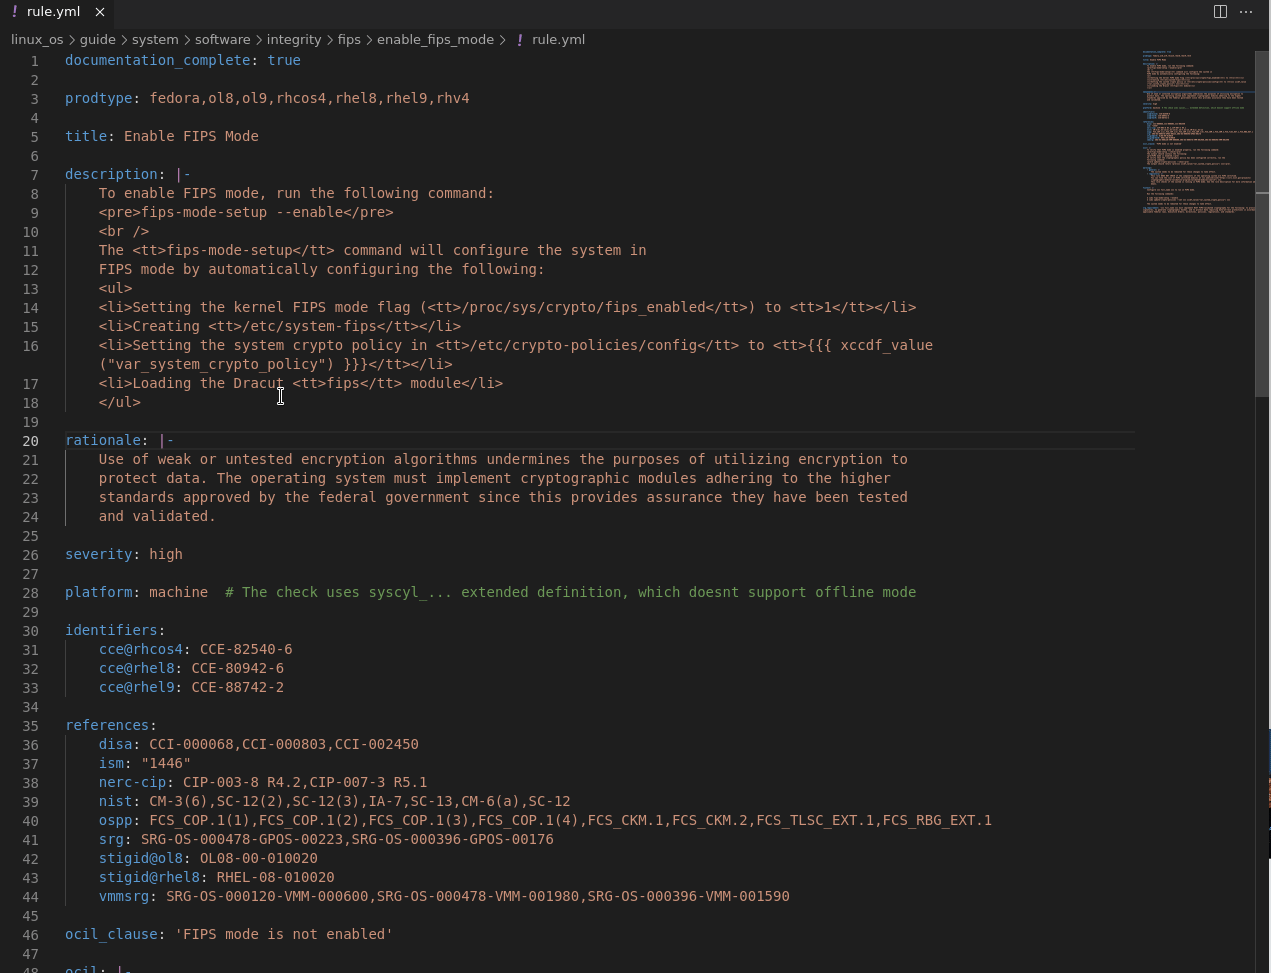 ! rule.yml ×
linux_os > guide > system > software > integrity > fips > enable_fips_mode > ! rule.yml
1 documentation_complete: true
2
3 prodtype: fedora,ol8,ol9,rhcos4,rhel8,rhel9,rhv4
4
5 title: Enable FIPS Mode
6
7 description: |-
8 To enable FIPS mode, run the following command:
9 <pre>fips-mode-setup --enable</pre>
10 <br />
11 The <tt>fips-mode-setup</tt> command will configure the system in
12 FIPS mode by automatically configuring the following:
13 <ul>
14 <li>Setting the kernel FIPS mode flag (<tt>/proc/sys/crypto/fips_enabled</tt>) to <tt>1</tt></li>
15 <li>Creating <tt>/etc/system-fips</tt></li>
16 <li>Setting the system crypto policy in <tt>/etc/crypto-policies/config</tt> to <tt>{{{ xccdf_value
("var_system_crypto_policy") }}}</tt></li>
17 <li>Loading the Dracut <tt>fips</tt> module</li>
18 </ul>
19
20 rationale: |-
21 Use of weak or untested encryption algorithms undermines the purposes of utilizing encryption to
22 protect data. The operating system must implement cryptographic modules adhering to the higher
23 standards approved by the federal government since this provides assurance they have been tested
24 and validated.
25
26 severity: high
27
28 platform: machine  # The check uses syscyl_... extended definition, which doesnt support offline mode
29
30 identifiers:
31 cce@rhcos4: CCE-82540-6
32 cce@rhel8: CCE-80942-6
33 cce@rhel9: CCE-88742-2
34
35 references:
36 disa: CCI-000068,CCI-000803,CCI-002450
37 ism: "1446"
38 nerc-cip: CIP-003-8 R4.2,CIP-007-3 R5.1
39 nist: CM-3(6),SC-12(2),SC-12(3),IA-7,SC-13,CM-6(a),SC-12
40 ospp: FCS_COP.1(1),FCS_COP.1(2),FCS_COP.1(3),FCS_COP.1(4),FCS_CKM.1,FCS_CKM.2,FCS_TLSC_EXT.1,FCS_RBG_EXT.1
41 srg: SRG-OS-000478-GPOS-00223,SRG-OS-000396-GPOS-00176
42 stigid@ol8: OL08-00-010020
43 stigid@rhel8: RHEL-08-010020
44 vmmsrg: SRG-OS-000120-VMM-000600,SRG-OS-000478-VMM-001980,SRG-OS-000396-VMM-001590
45
46 ocil_clause: 'FIPS mode is not enabled'
47
48 ocil: |-